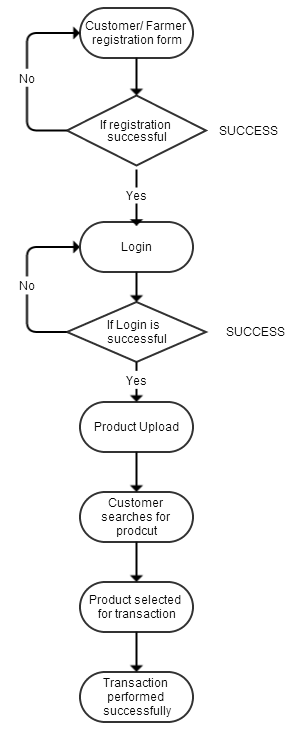 Customer/ Farmer
registration form
No
If registration
successful
SUCCESS
Yes
Login
No
If Login is
successful
SUCCESS
Yes
Product Upload
Customer
searches for
prodcut
Product selected
for transaction
Transaction
performed
successfully